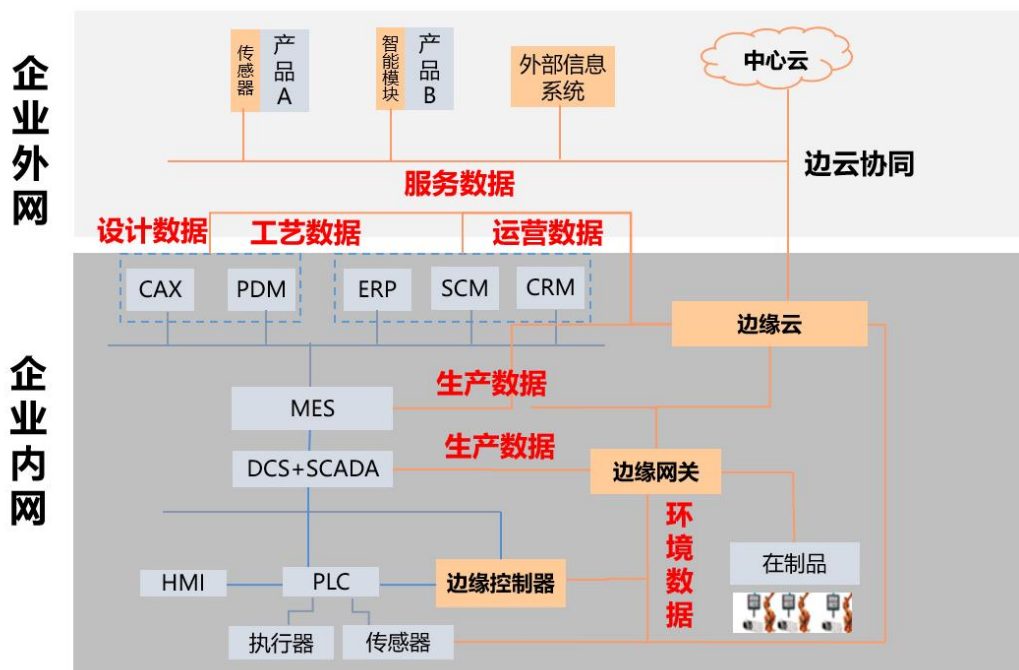 企业外网
传感器
产品A
智能模块
产品B
外部信息
系统
中心云
边云协同
服务数据
设计数据
工艺数据
运营数据
企业内网
CAX
PDM
ERP
SCM
CRM
边缘云
生产数据
MES
生产数据
DCS+SCADA
边缘网关
环境数据
在制品
HMI
PLC
边缘控制器
执行器
传感器